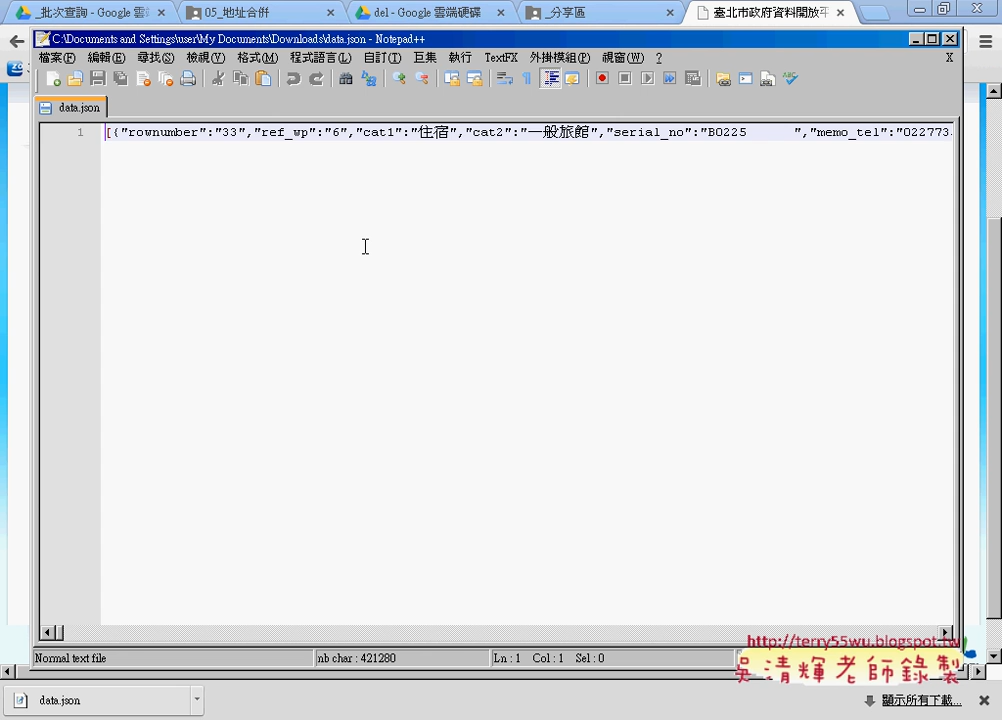 _批次查詢 - Google 雲端
05_地址合併
del - Google 雲端硬碟
_分享區
臺北市政府資料開放平
C:\Documents and Settings\user\My Documents\Downloads\data.json - Notepad++
檔案(F) 編輯(E) 尋找(S) 檢視(V) 格式(M) 程式語言(L) 自訂(T) 巨集 執行 TextFX 外掛模組(P) 視窗(W) ? X
data.json
1 [{"rownumber":"33","ref_wp":"6","cat1":"住宿","cat2":"一般旅館","serial_no":"B0225      ","memo_tel":"022773
http://terry55wu.blogspot.tw
吳清輝老師錄製
Normal text file nb char : 421280 Ln : 1 Col : 1 Sel : 0
data.json 顯示所有下載...